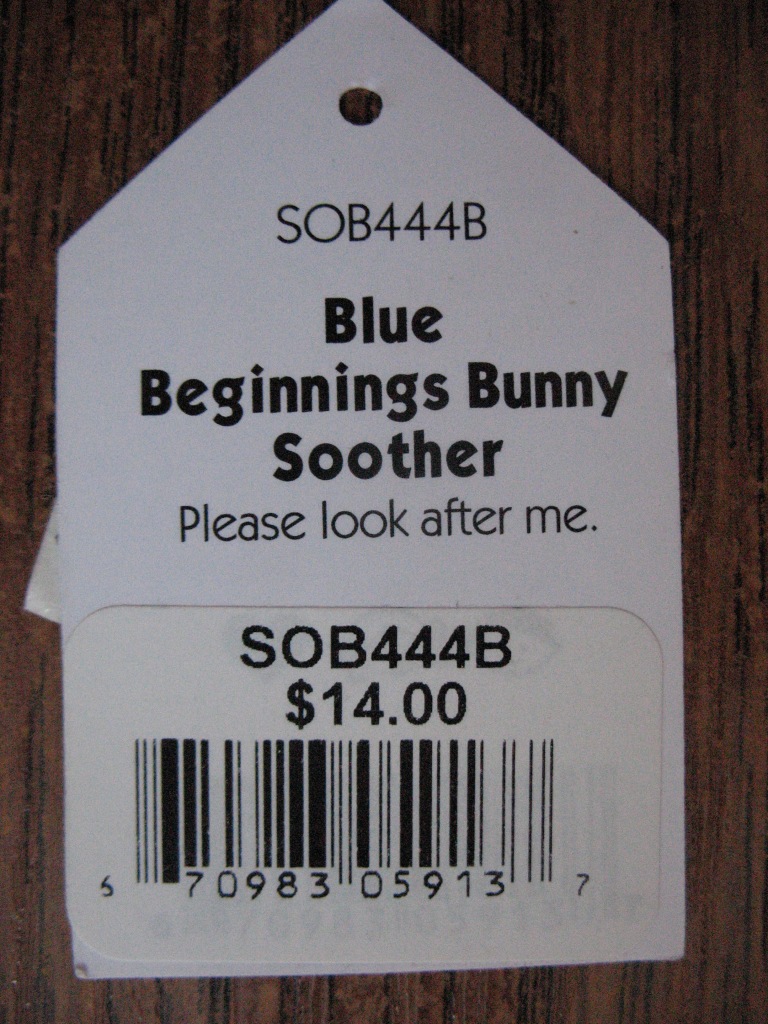 SOB444B
Blue
Beginnings Bunny
Soother
Please look after me.
SOB444B
$14.00
6 70983 05913 7